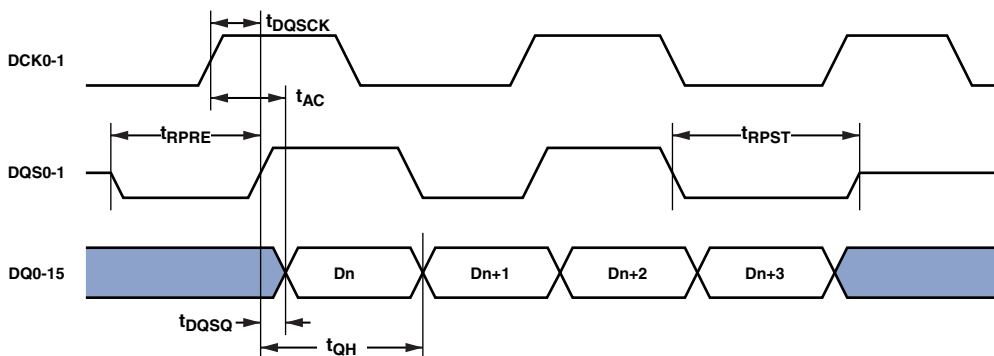 tDQSCK
DCK0-1
tAC
tRPRE
tRPST
DQS0-1
DQ0-15
Dn
Dn+1
Dn+2
Dn+3
tDQSQ
tQH